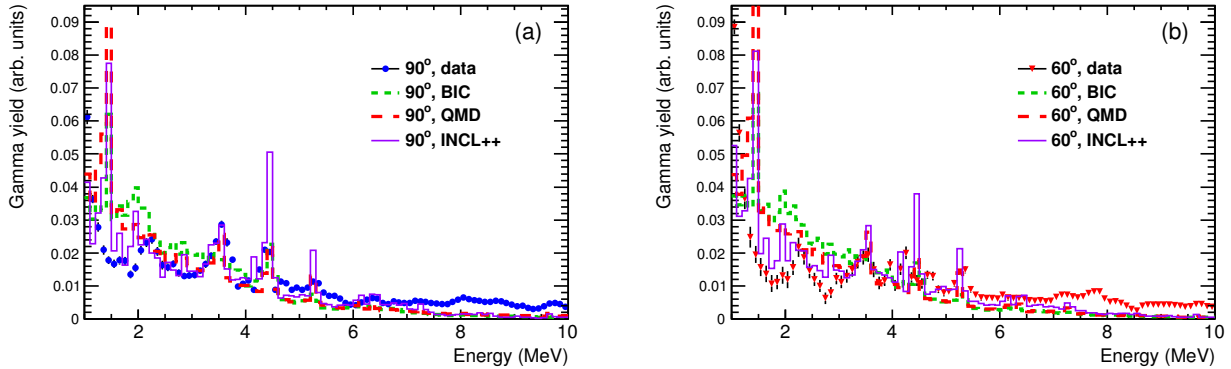 Gamma yield (arb. units)
0.09
0.08
0.07
0.06
0.05
0.04
0.03
0.02
0.01
0
(a)
90°, data
90°, BIC
90°, QMD
90°, INCL++
2 4 6 8 10
Energy (MeV)
Gamma yield (arb. units)
0.09
0.08
0.07
0.06
0.05
0.04
0.03
0.02
0.01
0
(b)
60°, data
60°, BIC
60°, QMD
60°, INCL++
2 4 6 8 10
Energy (MeV)